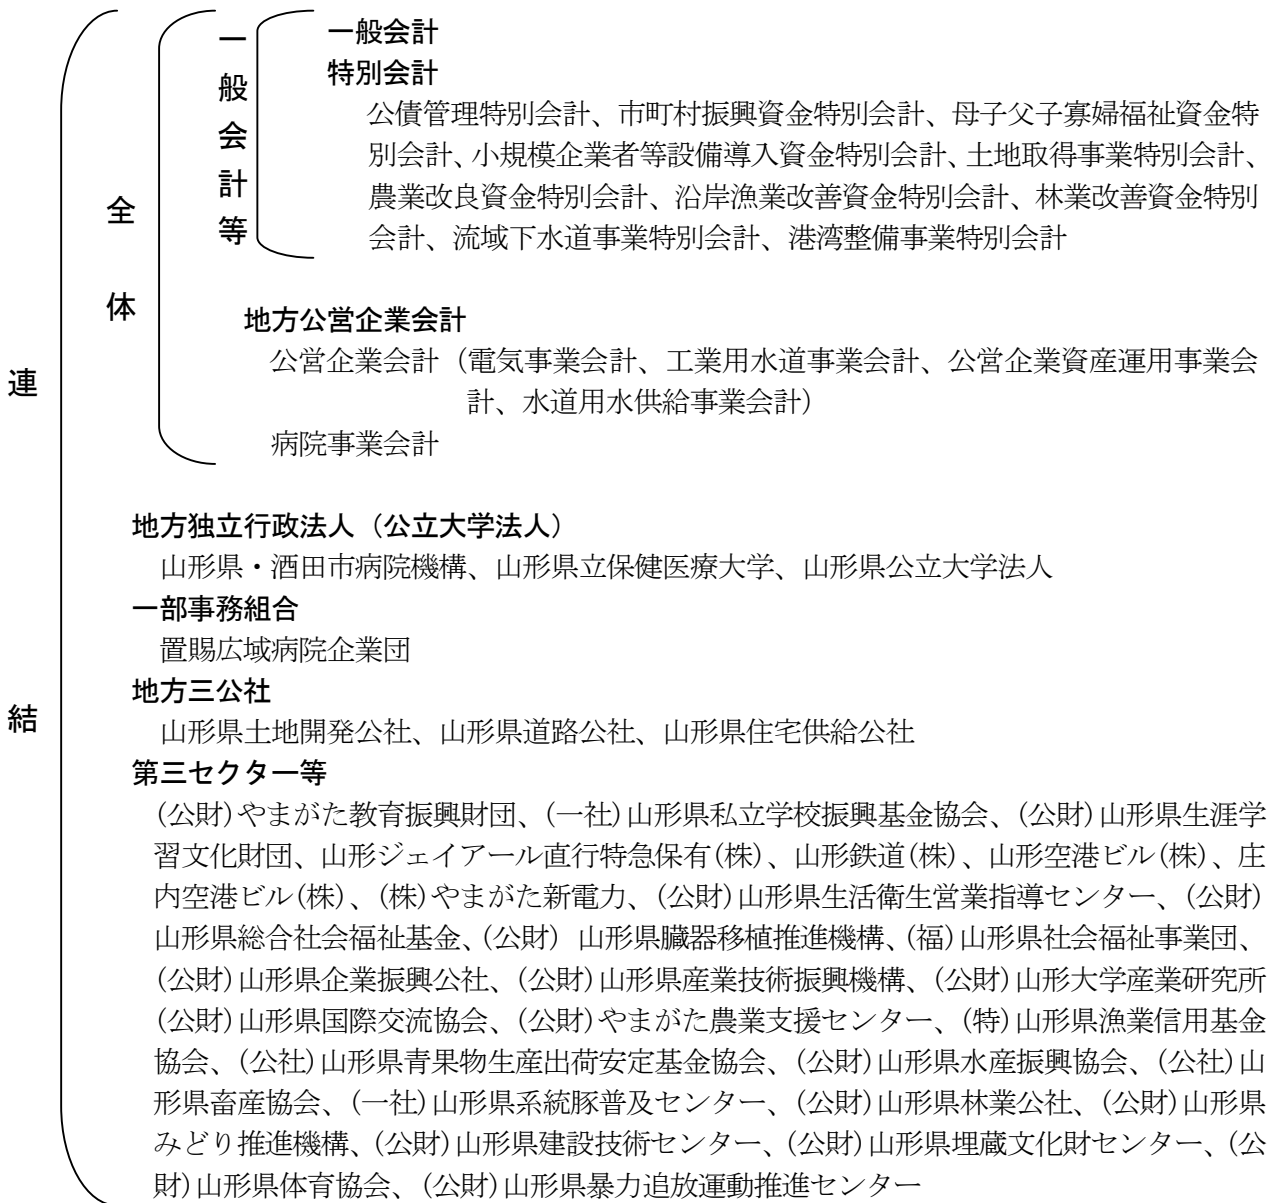 連結
全体
一般会計等
一般会計
特別会計
公債管理特別会計、市町村振興資金特別会計、母子父子寡婦福祉資金特
別会計、小規模企業者等設備導入資金特別会計、土地取得事業特別会計、
農業改良資金特別会計、沿岸漁業改善資金特別会計、林業改善資金特別
会計、流域下水道事業特別会計、港湾整備事業特別会計
地方公営企業会計
公営企業会計（電気事業会計、工業用水道事業会計、公営企業資産運用事業会
計、水道用水供給事業会計）
病院事業会計
地方独立行政法人（公立大学法人）
山形県・酒田市病院機構、山形県立保健医療大学、山形県公立大学法人
一部事務組合
置賜広域病院企業団
地方三公社
山形県土地開発公社、山形県道路公社、山形県住宅供給公社
第三セクター等
(公財)やまがた教育振興財団、(一社)山形県私立学校振興基金協会、(公財)山形県生涯学
習文化財団、山形ジェイアール直行特急保有(株)、山形鉄道(株)、山形空港ビル(株)、庄
内空港ビル(株)、(株)やまがた新電力、(公財)山形県生活衛生営業指導センター、(公財)
山形県総合社会福祉基金、(公財) 山形県臓器移植推進機構、(福)山形県社会福祉事業団、
(公財)山形県企業振興公社、(公財)山形県産業技術振興機構、(公財)山形大学産業研究所
(公財)山形県国際交流協会、(公財)やまがた農業支援センター、(特)山形県漁業信用基金
協会、(公社)山形県青果物生産出荷安定基金協会、(公財)山形県水産振興協会、(公社)山
形県畜産協会、(一社)山形県系統豚普及センター、(公財)山形県林業公社、(公財)山形県
みどり推進機構、(公財)山形県建設技術センター、(公財)山形県埋蔵文化財センター、(公
財)山形県体育協会、(公財)山形県暴力追放運動推進センター